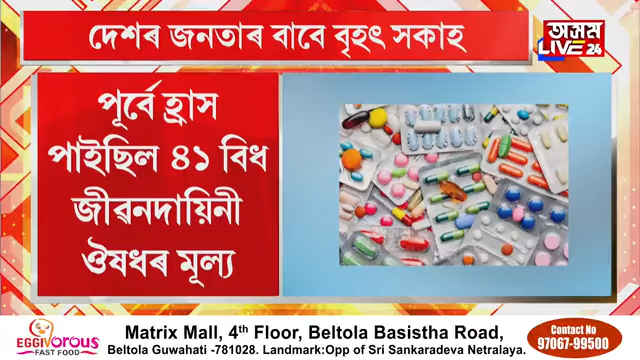 দেশৰ জনতাৰ বাবে বৃহৎ সকাহ
অসম
LIVE 24
পূৰ্বে হ্ৰাস
পাইছিল ৪১ বিধ
জীৱনদায়িনী
ঔষধৰ মূল্য
EGGIVOROUS
FAST FOOD
Matrix Mall, 4th Floor, Beltola Basistha Road,
Beltola Guwahati -781028. Landmark:Opp of Sri Sankaradeva Netralaya.
Contact No
97067-99500